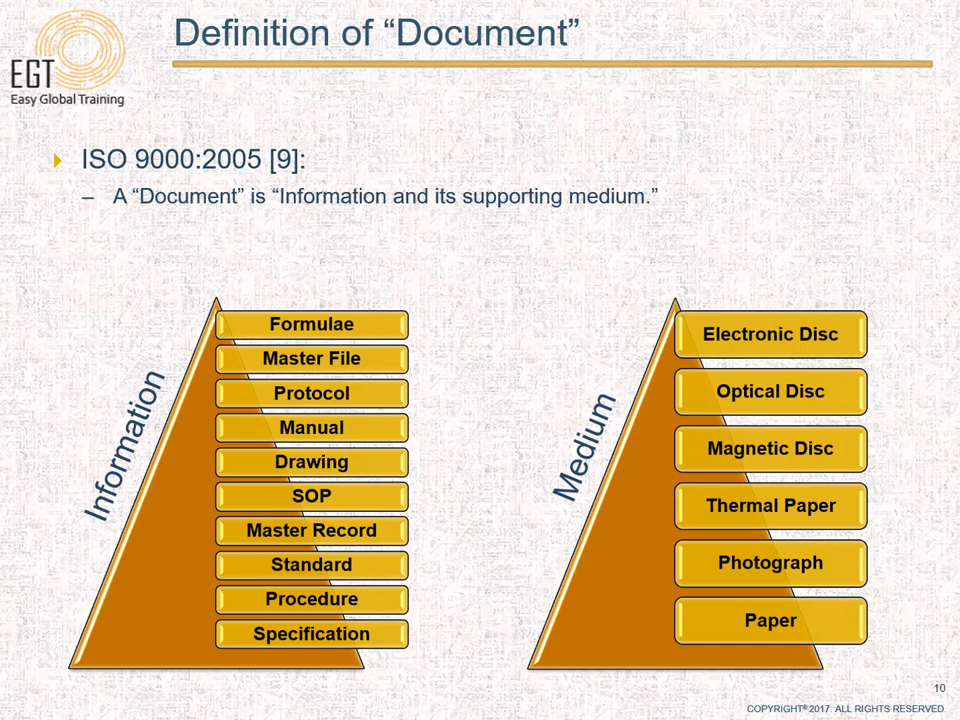 Definition of “Document”
EGT
Easy Global Training
ISO 9000:2005 [9]:
– A “Document” is “Information and its supporting medium.”
Information
Formulae
Master File
Protocol
Manual
Drawing
SOP
Master Record
Standard
Procedure
Specification
Medium
Electronic Disc
Optical Disc
Magnetic Disc
Thermal Paper
Photograph
Paper
10
COPYRIGHT® 2017. ALL RIGHTS RESERVED.